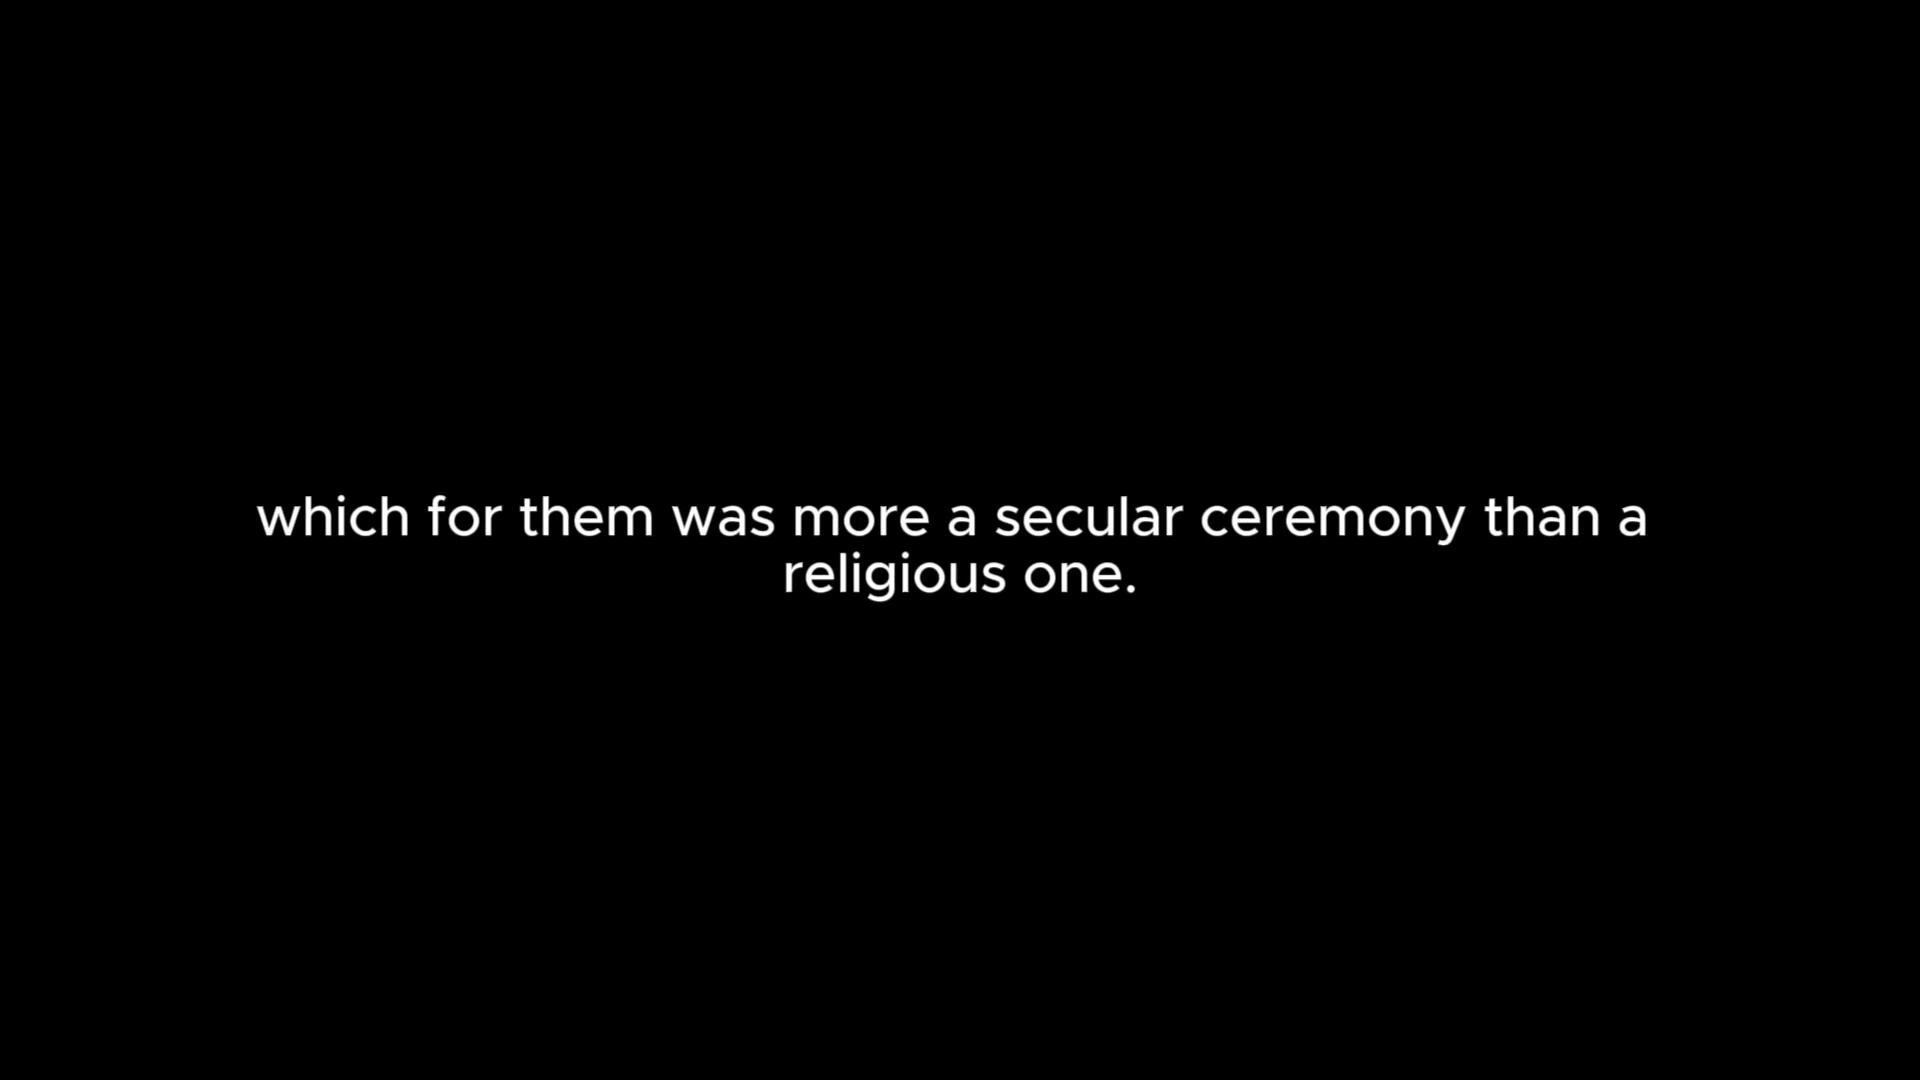 which for them was more a secular ceremony than a
religious one.